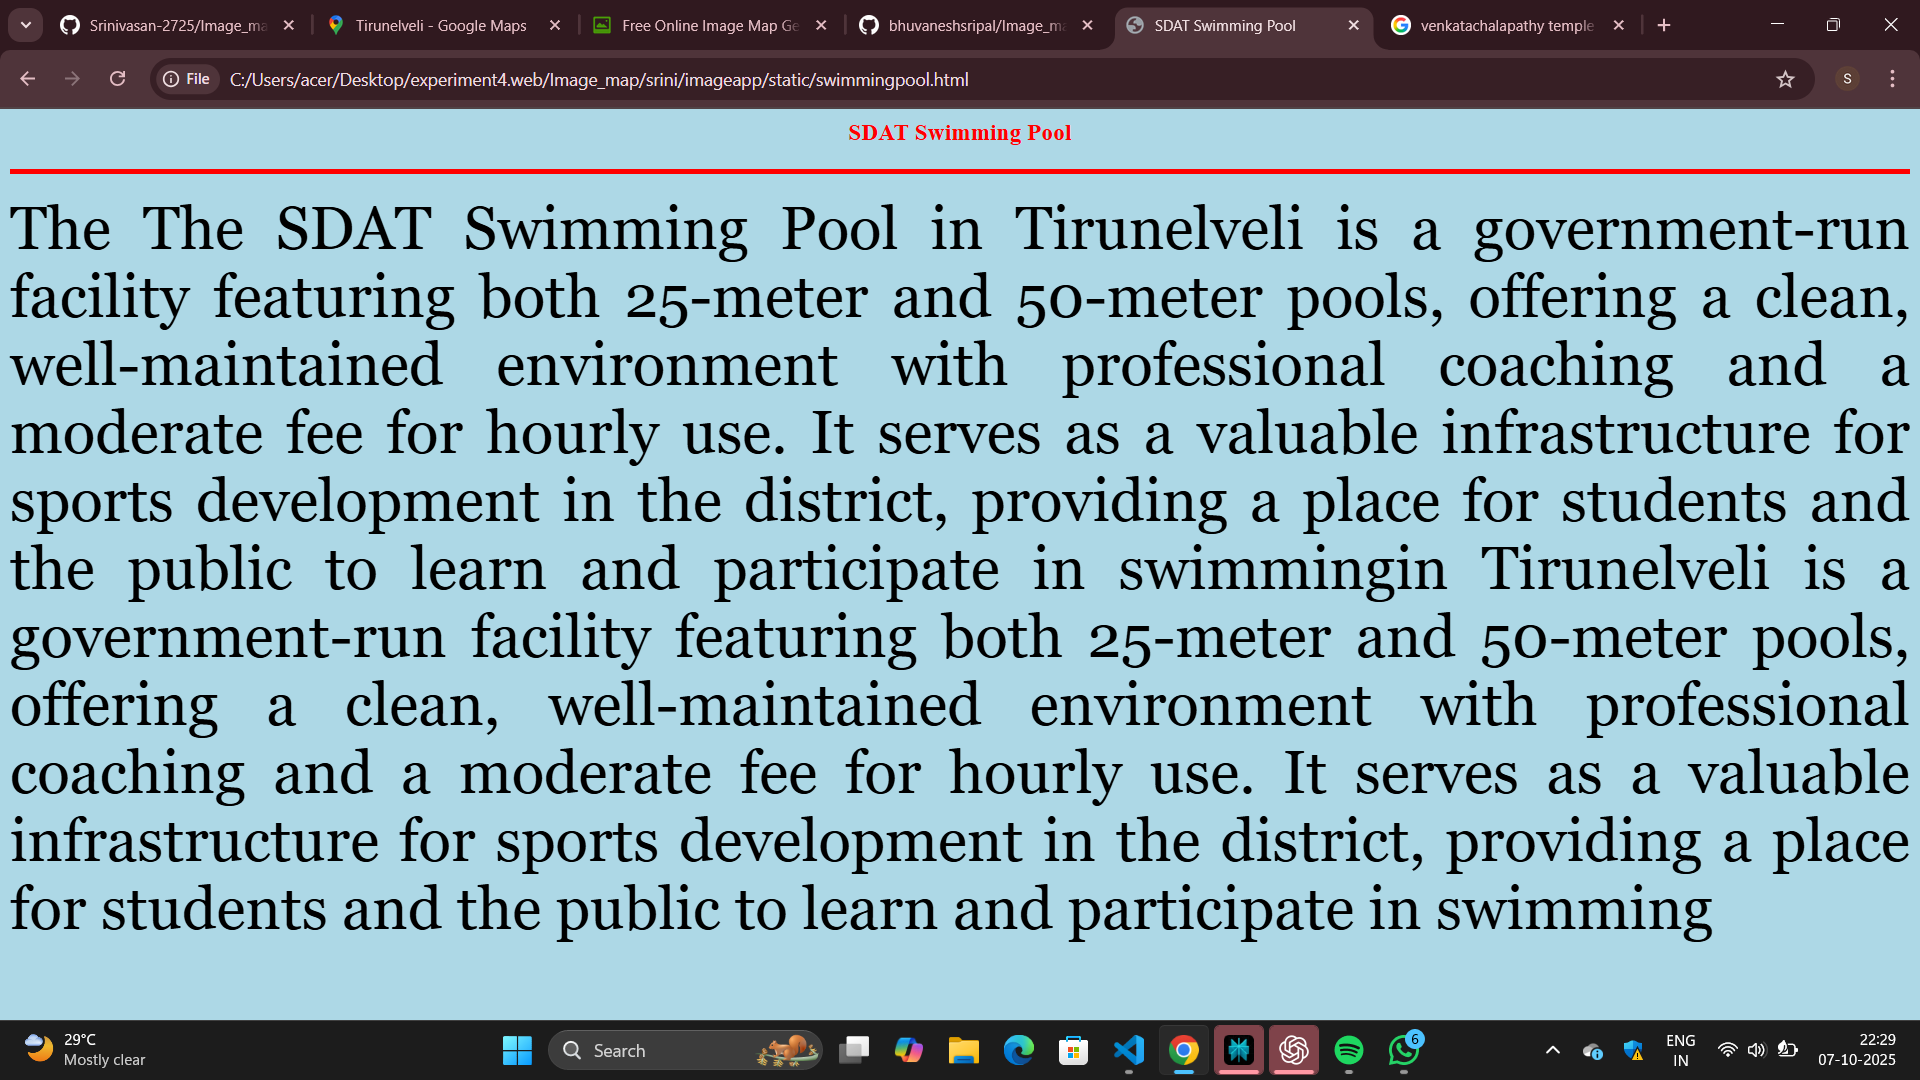 Srinivasan-2725/Image_ma
Tirunelveli - Google Maps
Free Online Image Map Ge
bhuvaneshsripal/Image_ma
SDAT Swimming Pool
venkatachalapathy temple
File
C:/Users/acer/Desktop/experiment4.web/Image_map/srini/imageapp/static/swimmingpool.html
S
SDAT Swimming Pool
The The SDAT Swimming Pool in Tirunelveli is a government-run
facility featuring both 25-meter and 50-meter pools, offering a clean,
well-maintained environment with professional coaching and a
moderate fee for hourly use. It serves as a valuable infrastructure for
sports development in the district, providing a place for students and
the public to learn and participate in swimmingin Tirunelveli is a
government-run facility featuring both 25-meter and 50-meter pools,
offering a clean, well-maintained environment with professional
coaching and a moderate fee for hourly use. It serves as a valuable
infrastructure for sports development in the district, providing a place
for students and the public to learn and participate in swimming
29°C
Mostly clear
Search
6
ENG
IN
22:29
07-10-2025